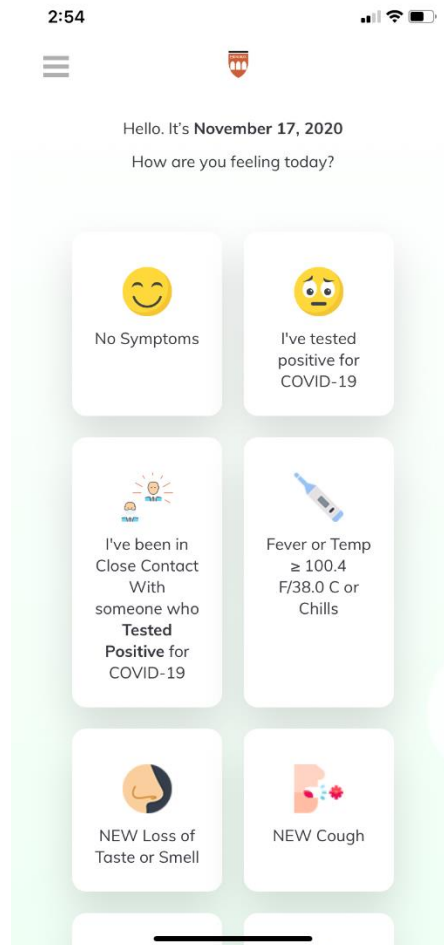 2:54
Hello. It's November 17, 2020
How are you feeling today?
No Symptoms
I've tested
positive for
COVID-19
I've been in
Close Contact
With
someone who
Tested
Positive for
COVID-19
Fever or Temp
≥ 100.4
F/38.0 C or
Chills
NEW Loss of
Taste or Smell
NEW Cough